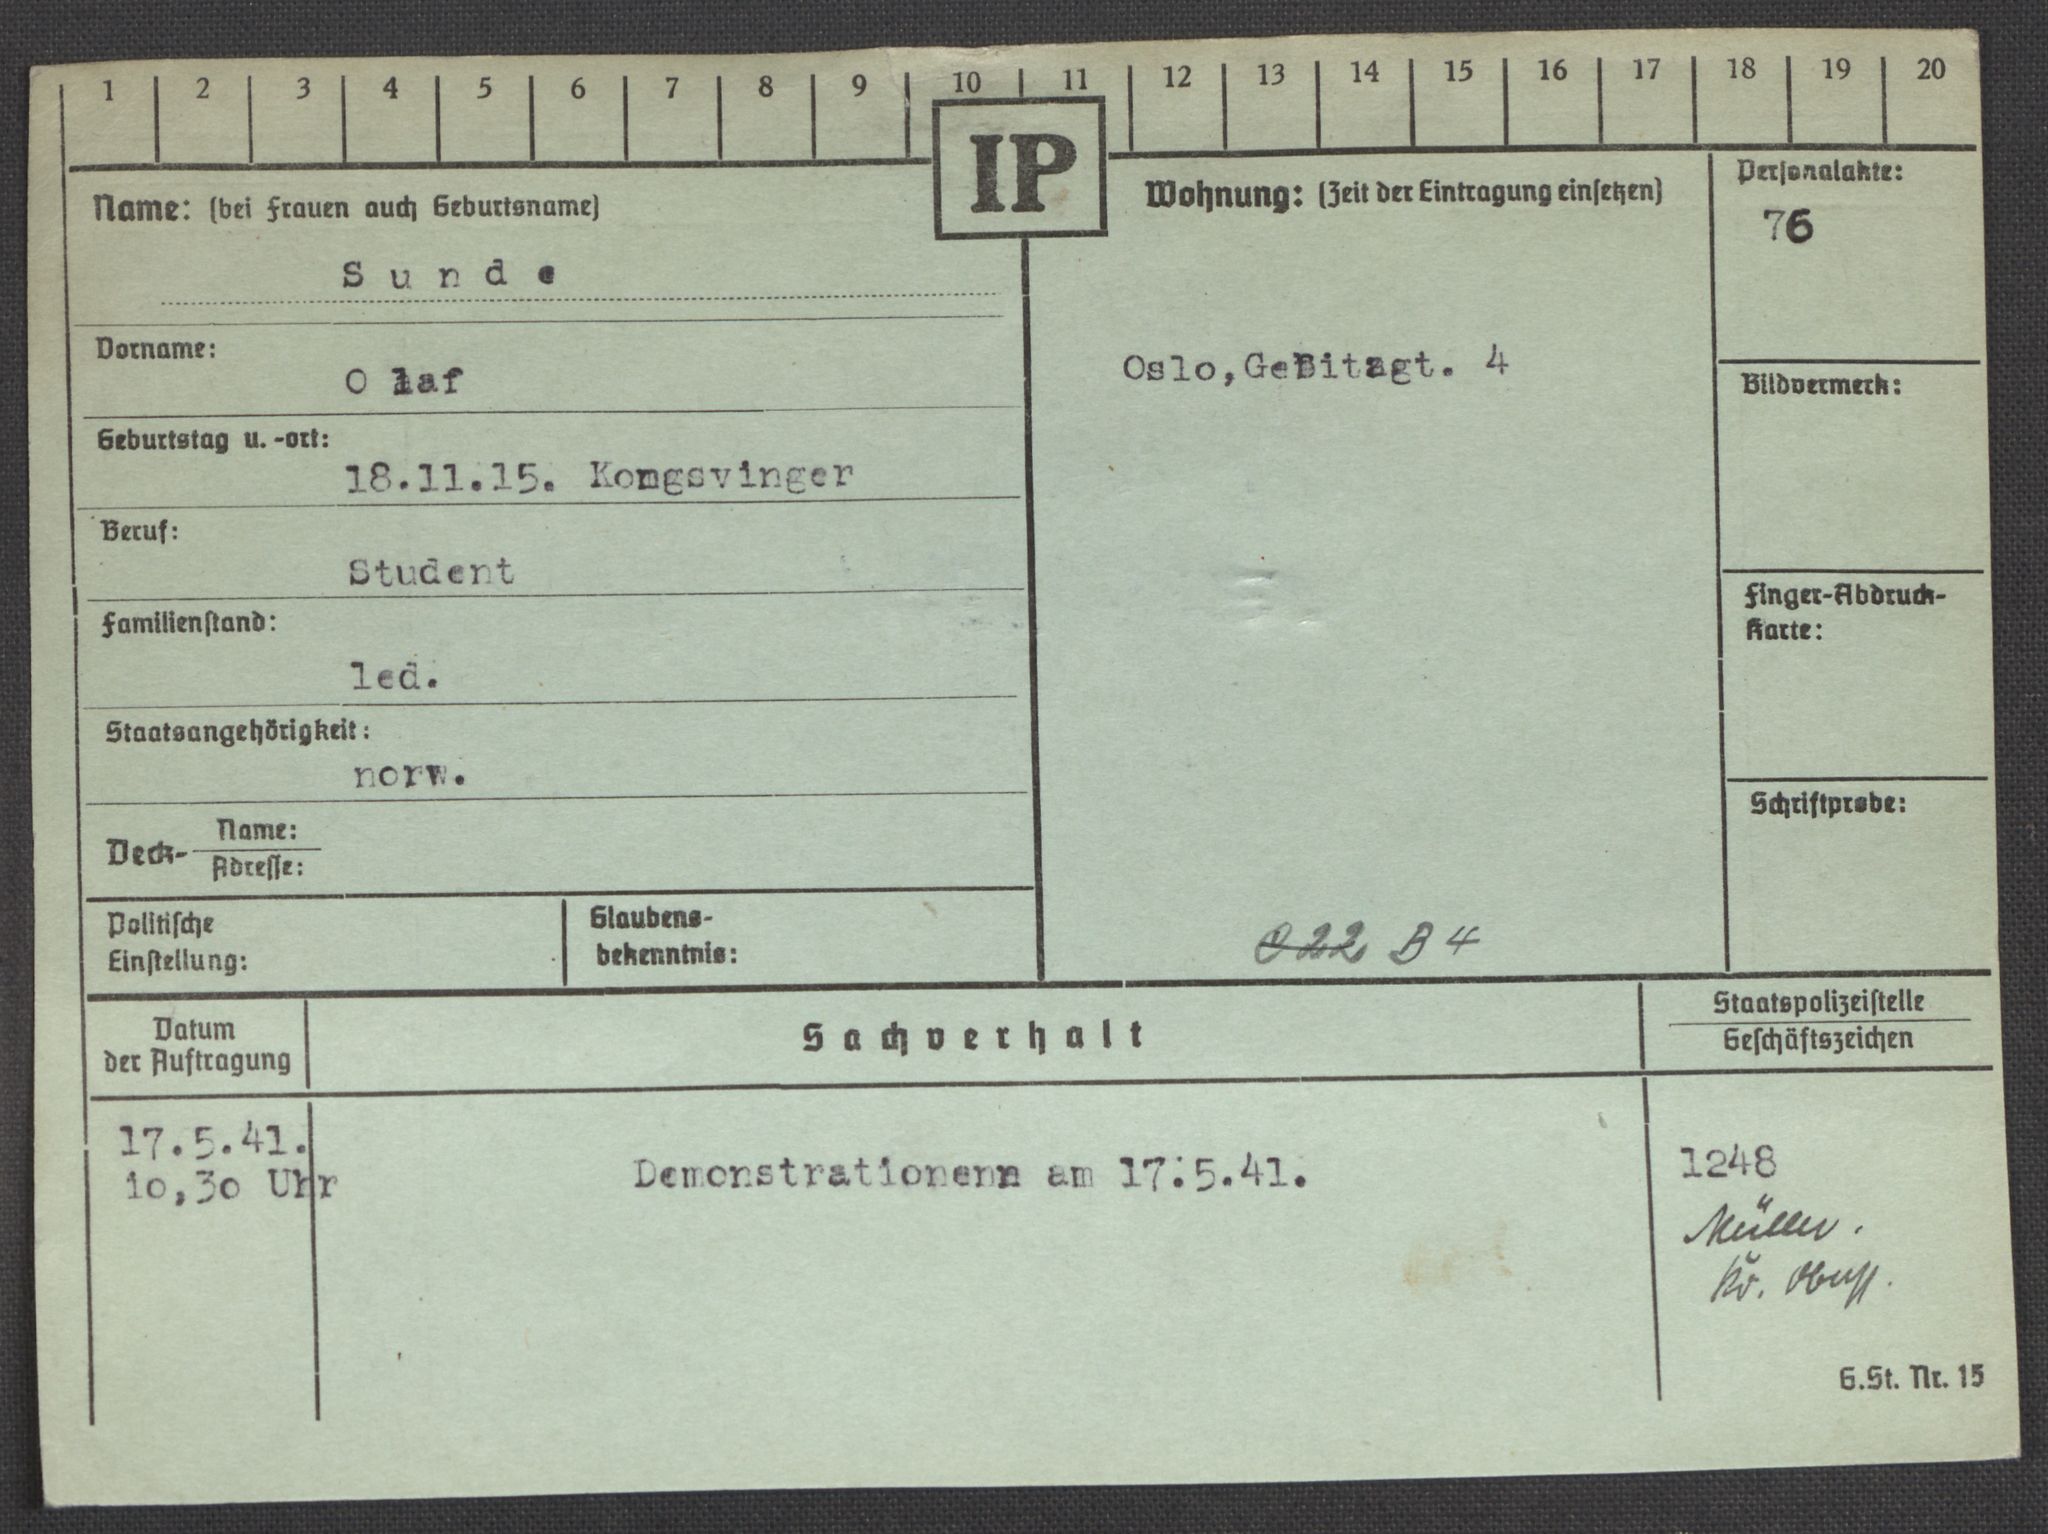 1 2 3 4 5 6 7 8 9 10 11 12 13 14 15 16 17 18 19 20
IP
Name: (bei Frauen auch Geburtsname)
Sunde
Vorname:
Olaf
Geburtstag u. -ort:
18.11.15. Kongsvinger
Beruf:
Student
Familienstand:
led.
Staatsangehörigkeit:
norw.
Deck- Name:
Adresse:
Politische
Einstellung:
Glaubens-
bekenntnis:
Wohnung: (Zeit der Eintragung einsetzen)
Oslo, 4
22 B 4
Personalakte:
76
Bildvermerk:
Finger-Abdruck-
Karte:
Schriftprobe:
Datum
der Auftragung
Sachverhalt
Staatspolizeistelle
Geschäftszeichen
17.5.41.
10,30 Uhr
Demonstrationenn am 17.5.41.
1248
Müller.
G.St. Nr. 15